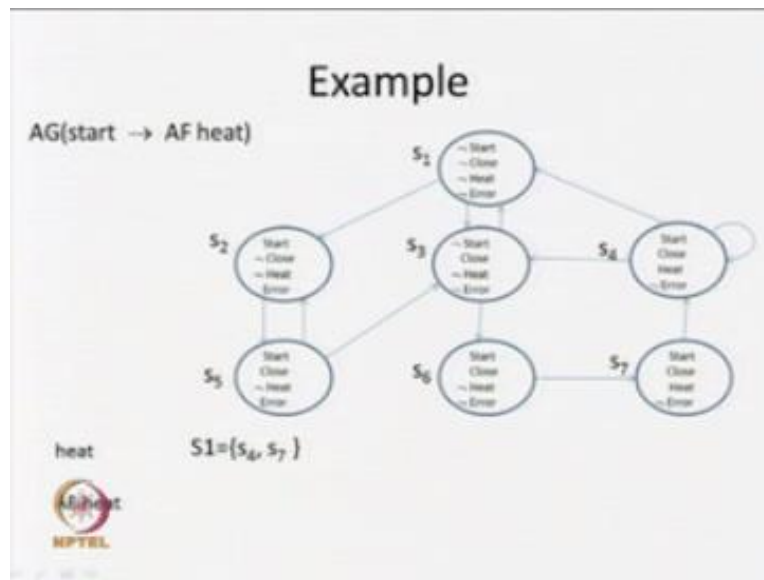 Example
AG(start → AF heat)
s₁
¬ Start
¬ Close
¬ Heat
¬ Error
s₂
Start
¬ Close
¬ Heat
Error
s₃
¬ Start
Close
¬ Heat
¬ Error
s₄
Start
Close
Heat
¬ Error
s₅
Start
Close
¬ Heat
Error
s₆
Start
Close
¬ Heat
¬ Error
s₇
Start
Close
Heat
¬ Error
heat
S1={s₄, s₇ }
AF heat
NPTEL